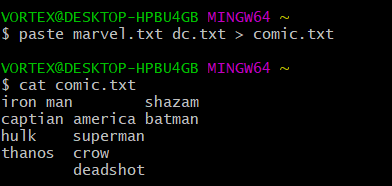 VORTEX@DESKTOP-HPBU4GB MINGW64 ~
$ paste marvel.txt dc.txt > comic.txt
VORTEX@DESKTOP-HPBU4GB MINGW64 ~
$ cat comic.txt
iron man        shazam
captian america batman
hulk    superman
thanos  crow
        deadshot